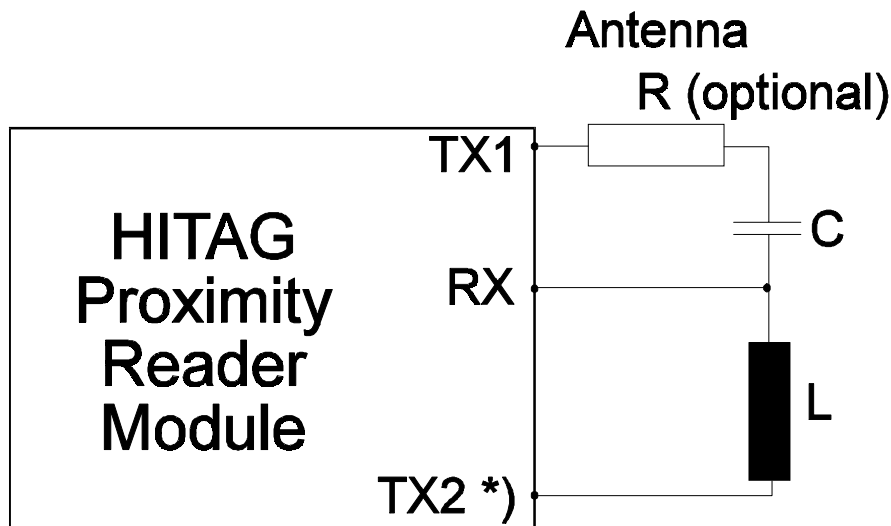 Antenna
R (optional)
TX1
HITAG
Proximity
Reader
Module
C
RX
L
TX2 *)